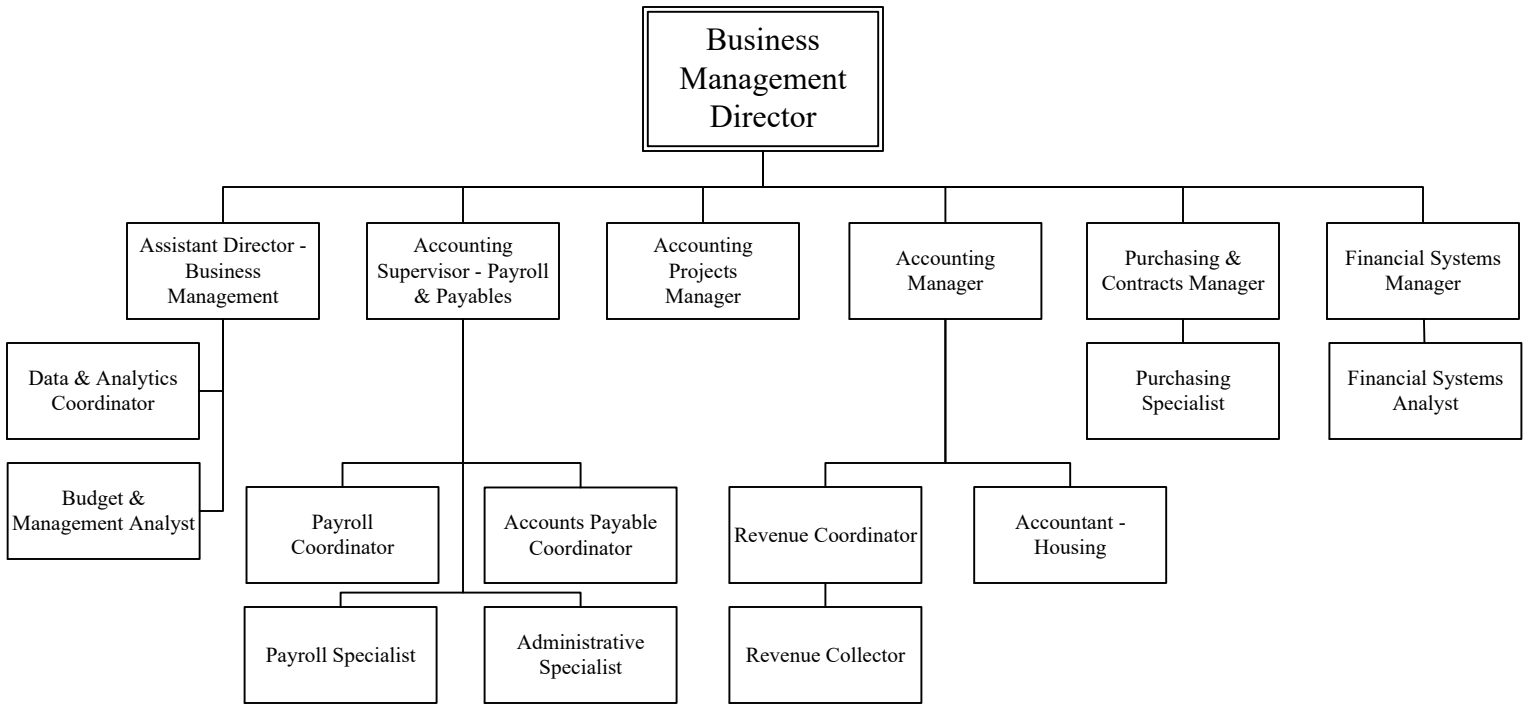 Business
Management
Director
Assistant Director -
Business
Management
Accounting
Supervisor - Payroll
& Payables
Accounting
Projects
Manager
Accounting
Manager
Purchasing &
Contracts Manager
Financial Systems
Manager
Data & Analytics
Coordinator
Purchasing
Specialist
Financial Systems
Analyst
Budget &
Management Analyst
Payroll
Coordinator
Accounts Payable
Coordinator
Revenue Coordinator
Accountant -
Housing
Payroll Specialist
Administrative
Specialist
Revenue Collector